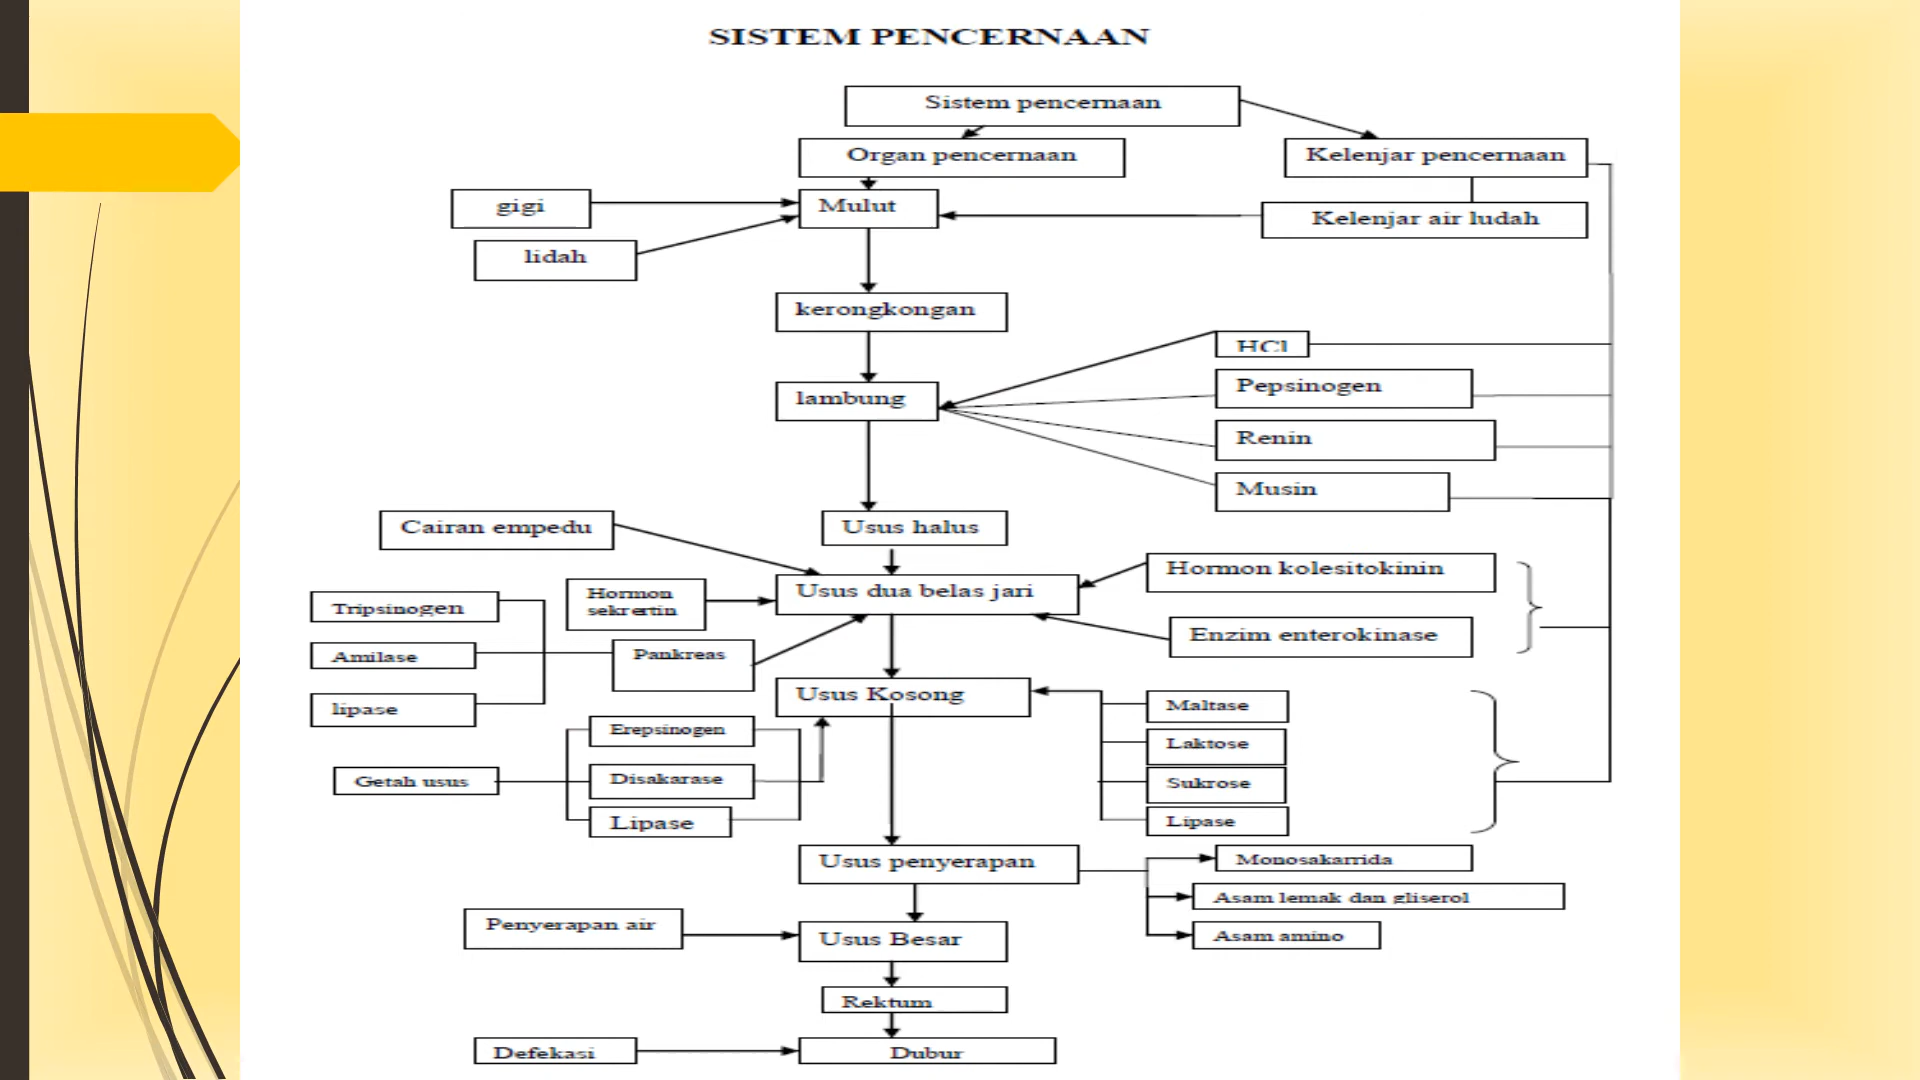 SISTEM PENCERNAAN
Sistem pencernaan
Organ pencernaan
Kelenjar pencernaan
gigi
Mulut
Kelenjar air ludah
lidah
kerongkongan
HCl
Pepsinogen
lambung
Renin
Musin
Cairan empedu
Usus halus
Hormon kolesitokinin
Usus dua belas jari
Hormon
sekrertin
Tripsinogen
Enzim enterokinase
Amilase
Pankreas
Usus Kosong
lipase
Maltase
Erepsinogen
Laktose
Getah usus
Disakarase
Sukrose
Lipase
Lipase
Usus penyerapan
Monosakarrida
Asam lemak dan gliserol
Penyerapan air
Usus Besar
Asam amino
Rektum
Defekasi
Dubur